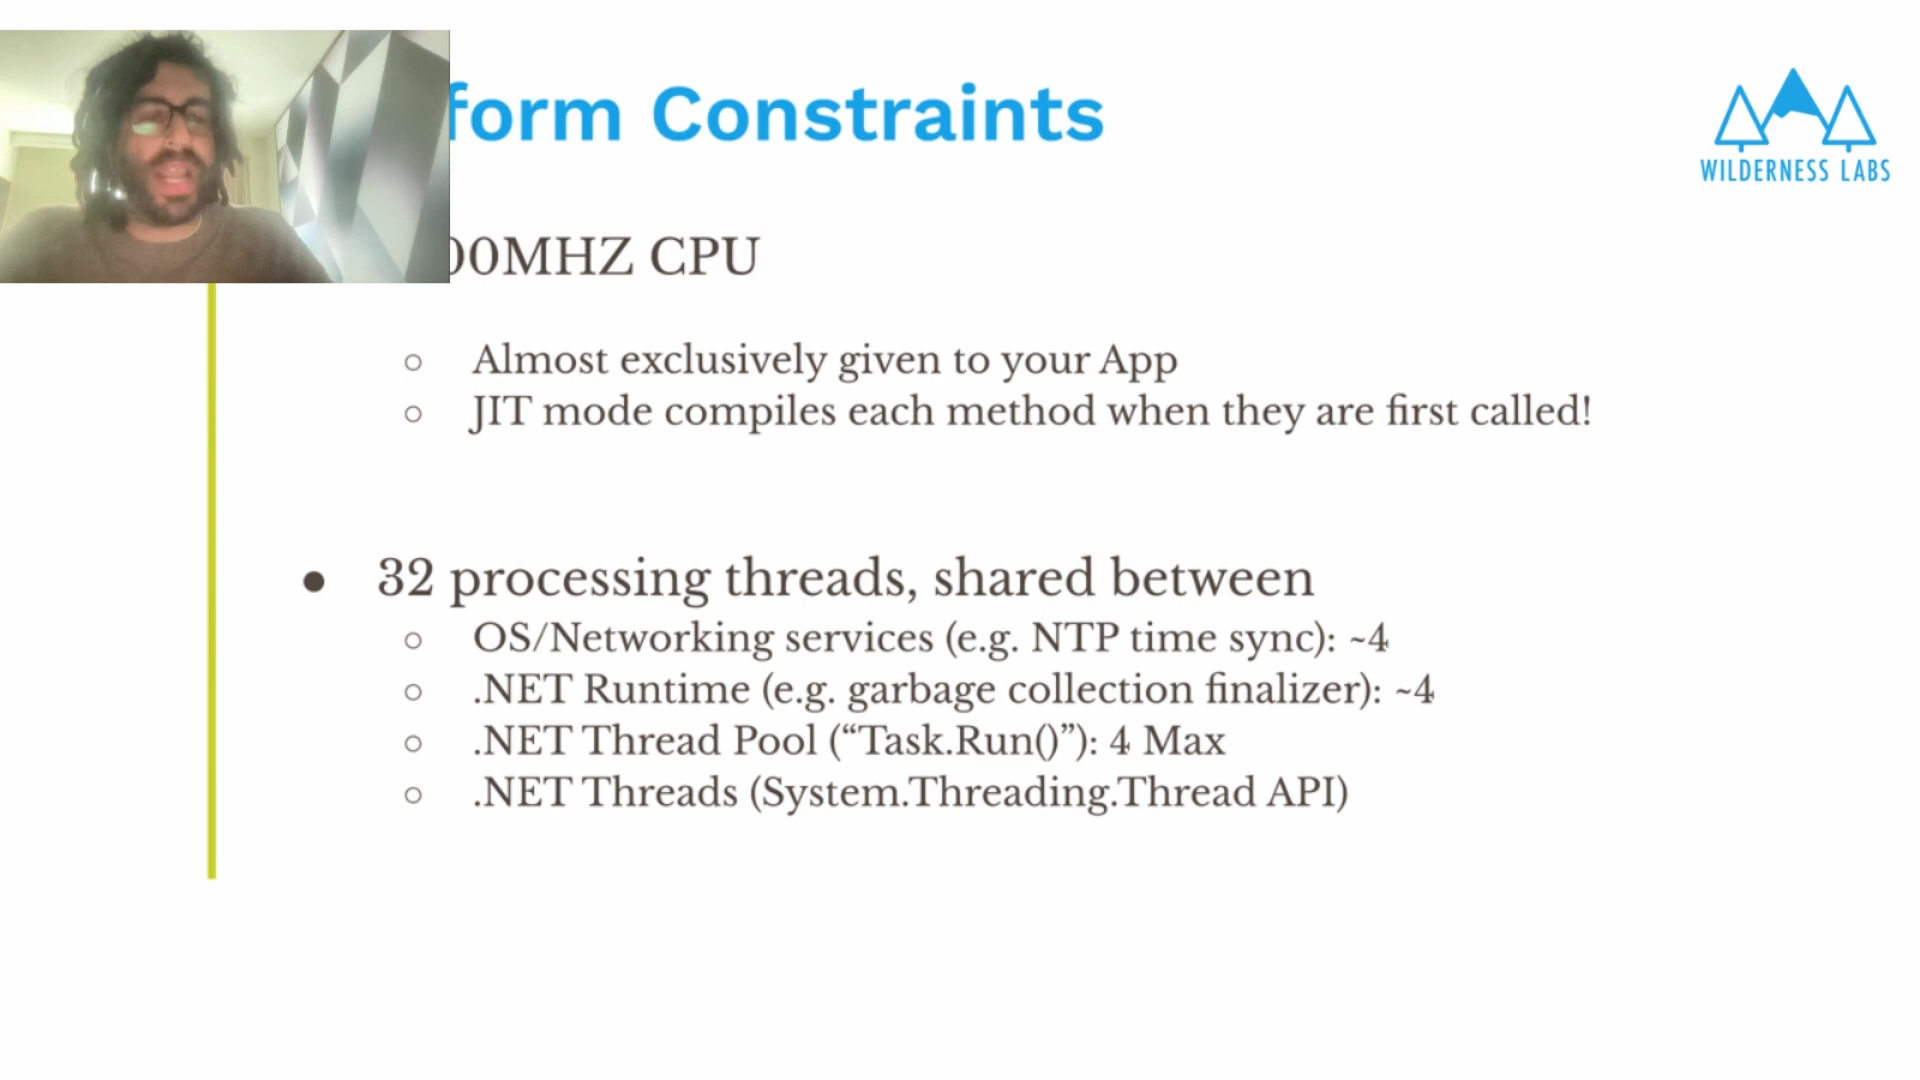 form Constraints
WILDERNESS LABS
00MHZ CPU
○ Almost exclusively given to your App
○ JIT mode compiles each method when they are first called!
● 32 processing threads, shared between
○ OS/Networking services (e.g. NTP time sync): ~4
○ .NET Runtime (e.g. garbage collection finalizer): ~4
○ .NET Thread Pool (“Task.Run()”): 4 Max
○ .NET Threads (System.Threading.Thread API)